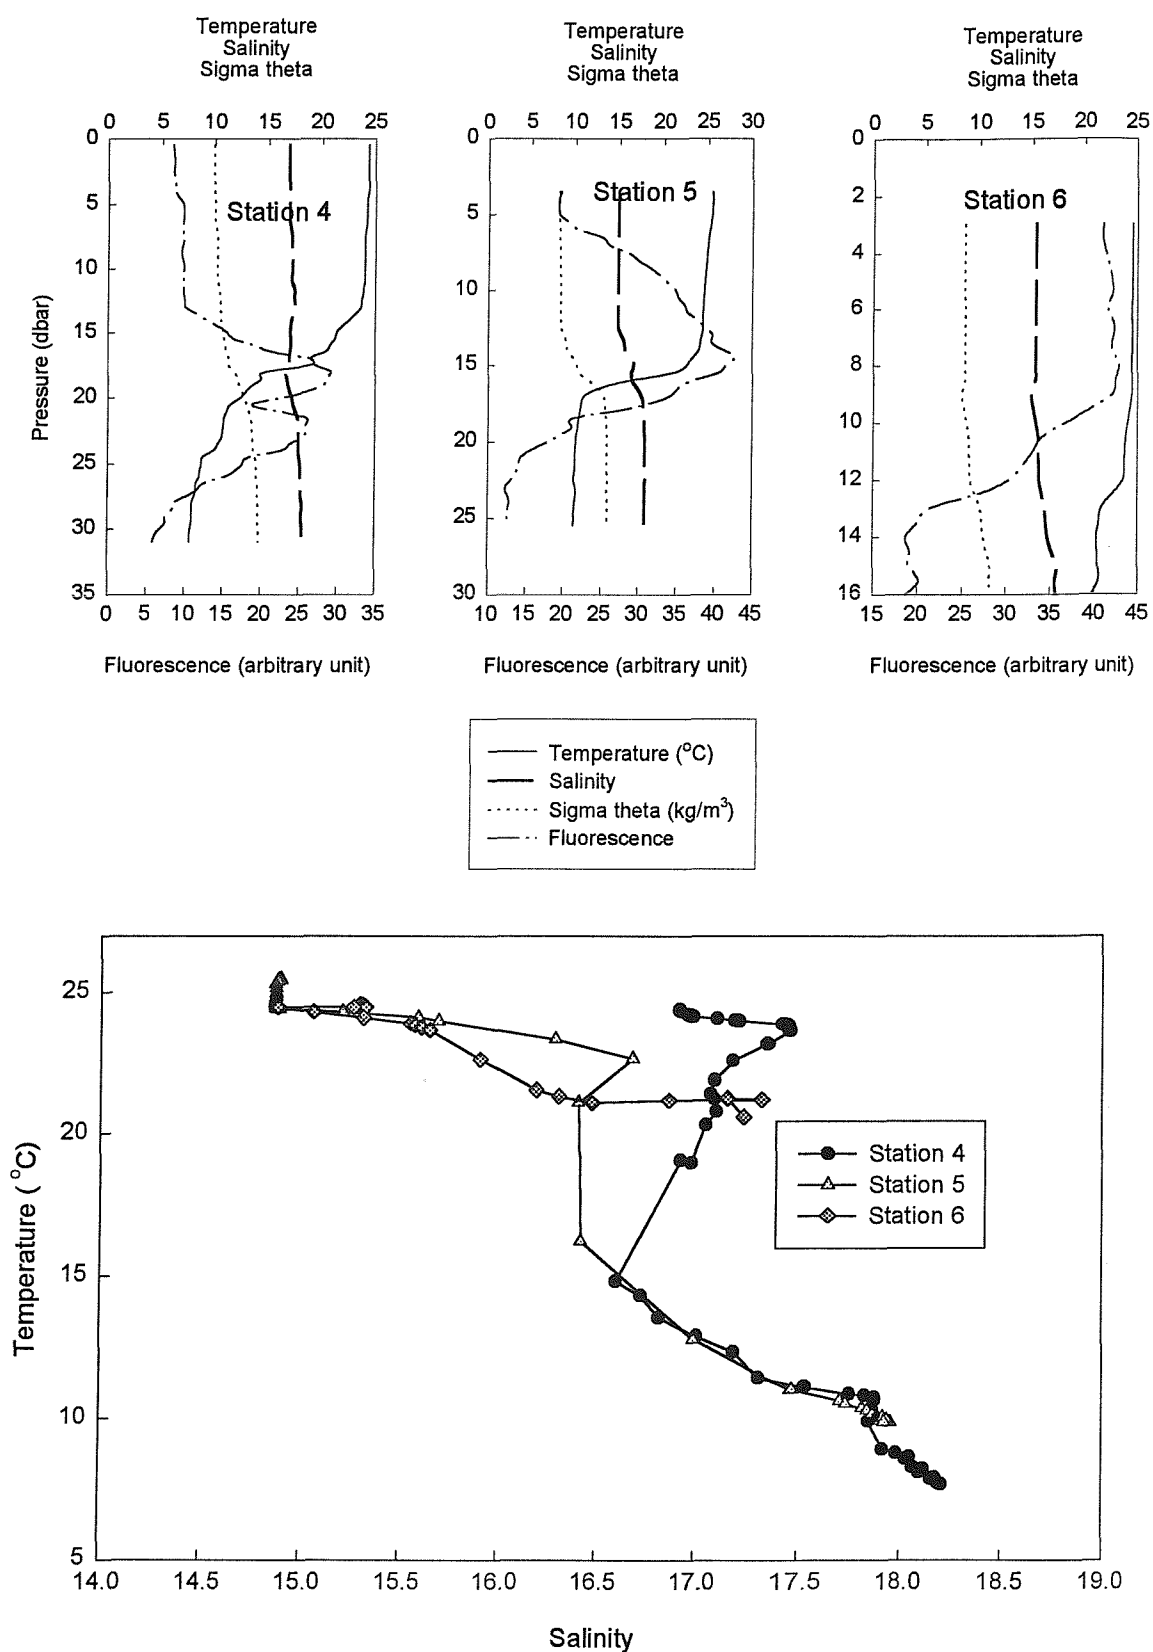 Temperature
Salinity
Sigma theta
Temperature
Salinity
Sigma theta
Temperature
Salinity
Sigma theta
0 5 10 15 20 25
0 5 10 15 20 25 30
0 5 10 15 20 25
Pressure (dbar)
0
5
10
15
20
25
30
35
Station 4
0
5
10
15
20
25
30
Station 5
0
2
4
6
8
10
12
14
16
Station 6
0 5 10 15 20 25 30 35
10 15 20 25 30 35 40 45
15 20 25 30 35 40 45
Fluorescence (arbitrary unit)
Fluorescence (arbitrary unit)
Fluorescence (arbitrary unit)
Temperature (°C)
Salinity
Sigma theta (kg/m³)
Fluorescence
Temperature (°C)
25
20
15
10
5
Station 4
Station 5
Station 6
14.0 14.5 15.0 15.5 16.0 16.5 17.0 17.5 18.0 18.5 19.0
Salinity